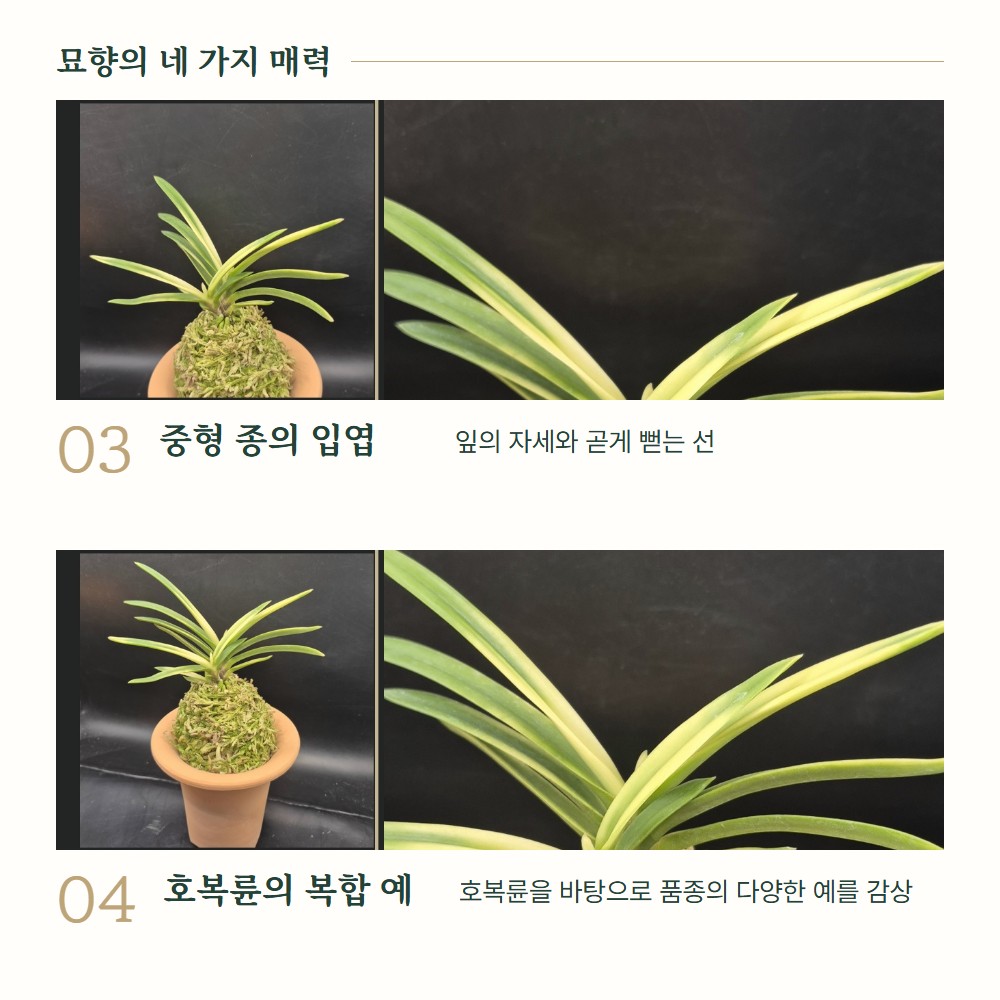 묘향의 네 가지 매력
03 중형 종의 입엽 잎의 자세와 곧게 뻗는 선
04 호복륜의 복합 예 호복륜을 바탕으로 품종의 다양한 예를 감상